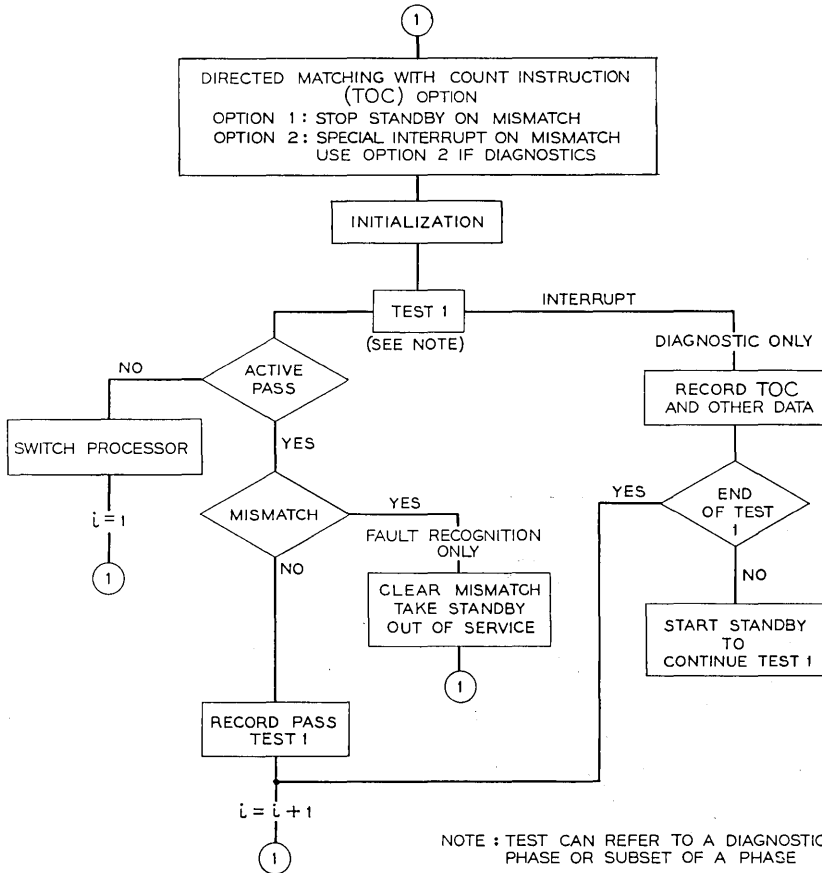 1
DIRECTED MATCHING WITH COUNT INSTRUCTION
(TOC) OPTION
OPTION 1: STOP STANDBY ON MISMATCH
OPTION 2: SPECIAL INTERRUPT ON MISMATCH
USE OPTION 2 IF DIAGNOSTICS
INITIALIZATION
TEST 1
(SEE NOTE)
INTERRUPT
DIAGNOSTIC ONLY
NO
ACTIVE
PASS
RECORD TOC
AND OTHER DATA
SWITCH PROCESSOR
YES
i=1
1
MISMATCH
YES
FAULT RECOGNITION
ONLY
NO
CLEAR MISMATCH
TAKE STANDBY
OUT OF SERVICE
1
YES
END
OF TEST
1
NO
START STANDBY
TO
CONTINUE TEST 1
RECORD PASS
TEST 1
i = i + 1
1
NOTE : TEST CAN REFER TO A DIAGNOSTIC
PHASE OR SUBSET OF A PHASE